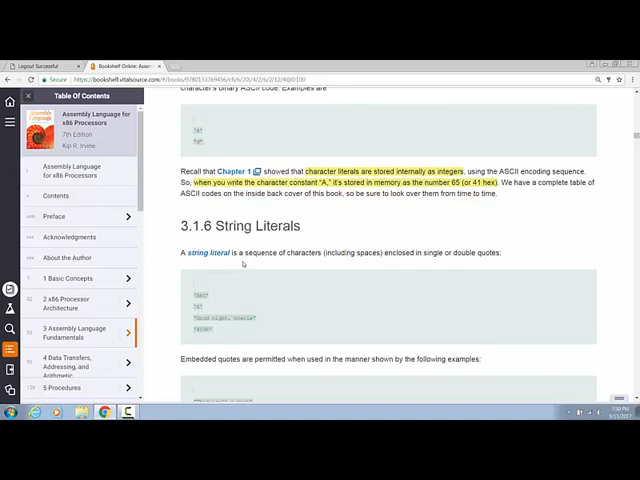 Logout Successful
Bookshelf Online: Asse
Secure
https://bookshelf.vitalsource.com/#/books/9780133769456/cfi/6/20!/4/2/6/2/12/4@0:100
Table Of Contents
Assembly Language for
x86 Processors
7th Edition
Kip R. Irvine
Assembly Language
for x86 Processors
Contents
Preface
Acknowledgments
About the Author
1 Basic Concepts
2 x86 Processor
Architecture
3 Assembly Language
Fundamentals
4 Data Transfers,
Addressing, and
Arithmetic
5 Procedures
character's binary ASCII code. Examples are
'A'
"d"
Recall that Chapter 1 showed that character literals are stored internally as integers, using the ASCII encoding sequence.
So, when you write the character constant "A," it's stored in memory as the number 65 (or 41 hex). We have a complete table of
ASCII codes on the inside back cover of this book, so be sure to look over them from time to time.
3.1.6 String Literals
A string literal is a sequence of characters (including spaces) enclosed in single or double quotes:
'ABC'
'X'
"Good night, Gracie"
'4096'
Embedded quotes are permitted when used in the manner shown by the following examples:
7:50 PM
9/11/2017